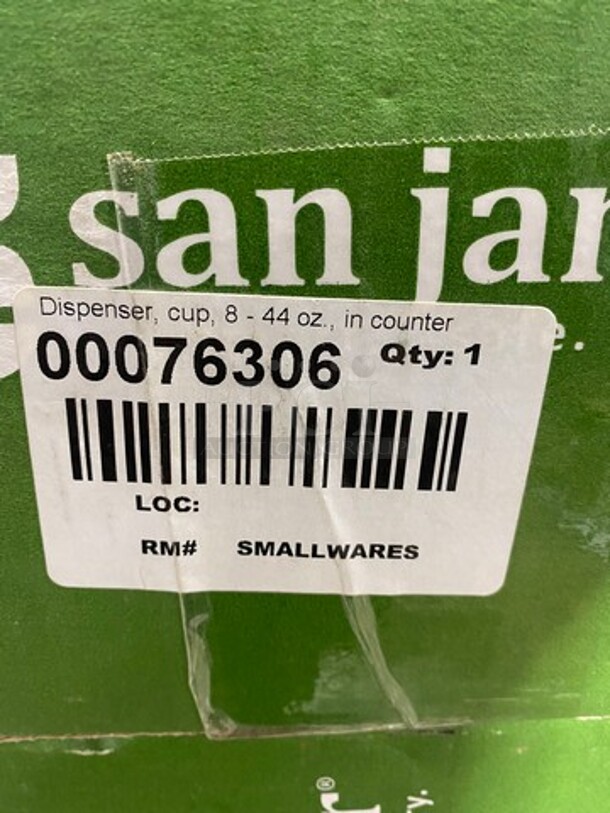 san jar
Dispenser, cup, 8 - 44 oz., in counter
00076306 Qty: 1
LOC:
RM# SMALLWARES